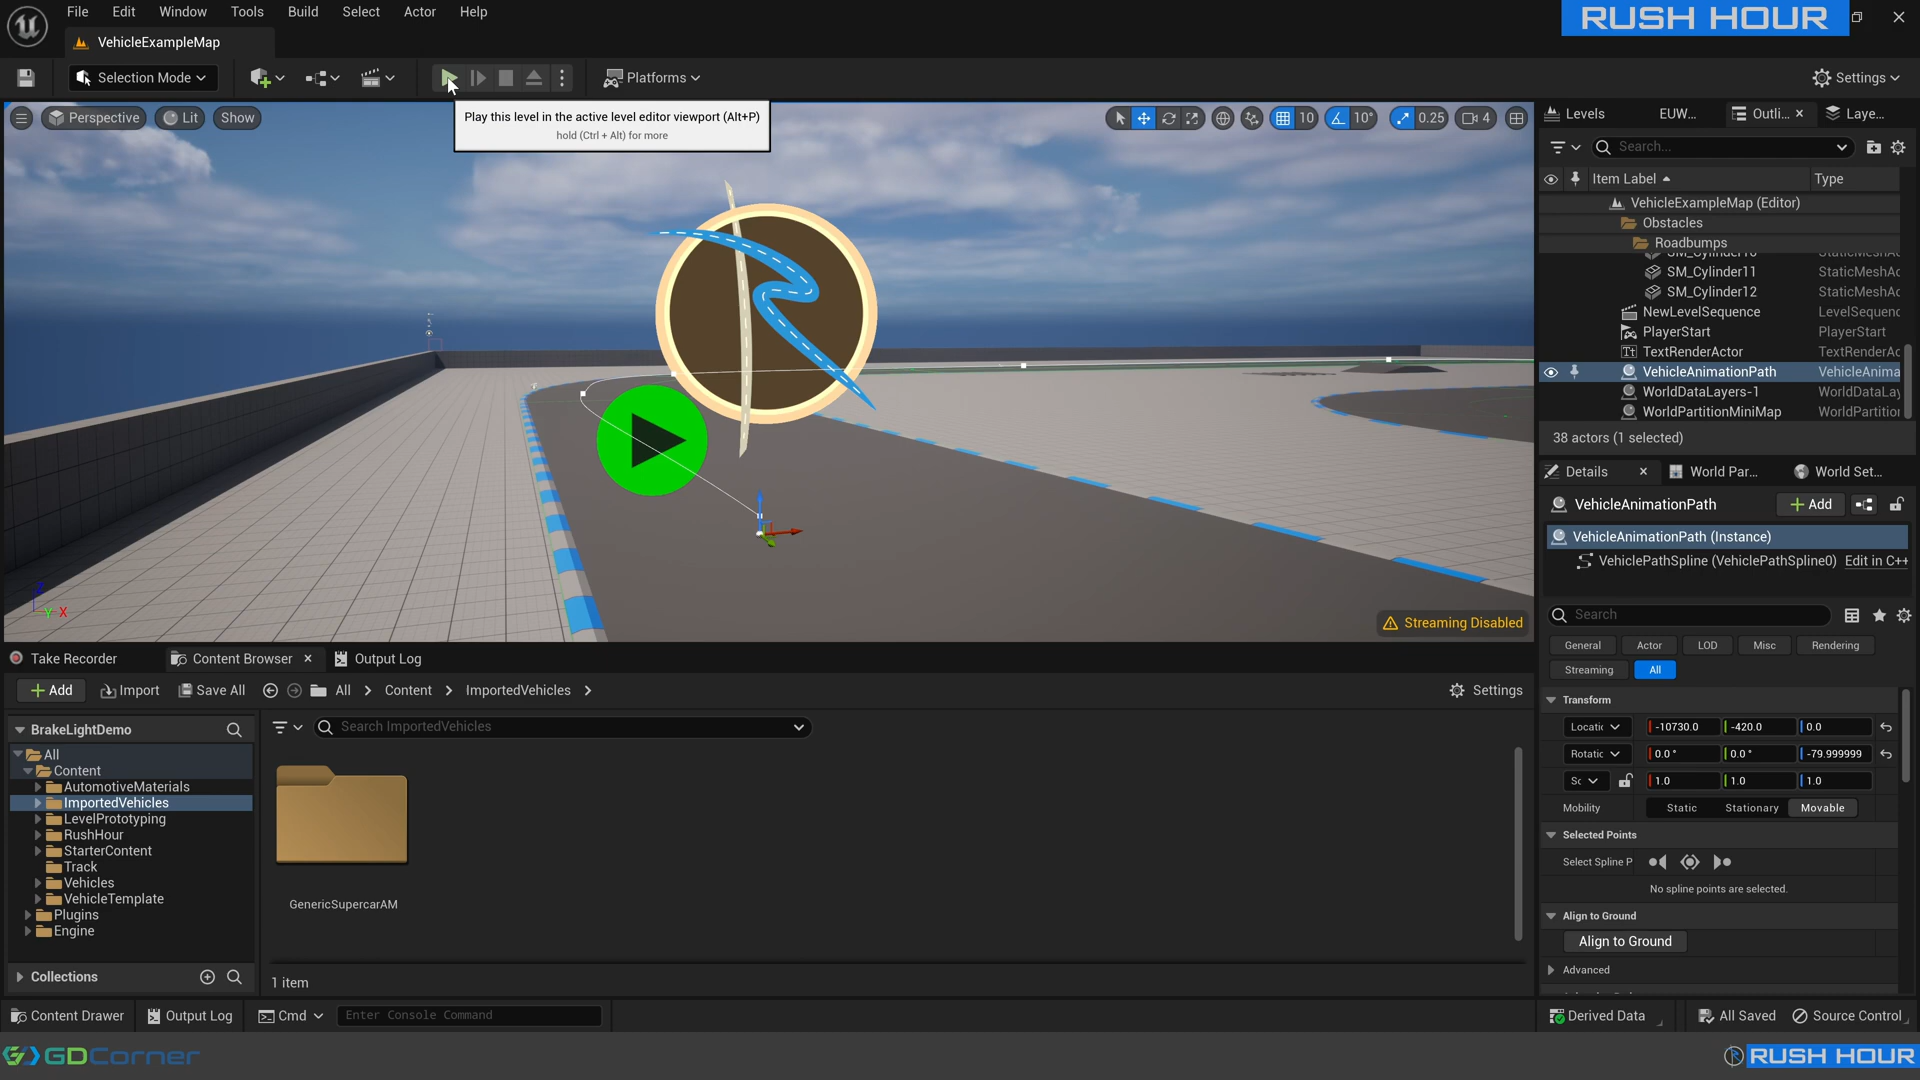 File Edit Window Tools Build Select Actor Help
RUSH HOUR
VehicleExampleMap
Selection Mode
Platforms
Settings
Perspective Lit Show
Play this level in the active level editor viewport (Alt+P)
hold (Ctrl + Alt) for more
10 10° 0.25 4
Levels EUW... Outli... Laye...
Search...
Item Label Type
VehicleExampleMap (Editor)
Obstacles
Roadbumps
SM_Cylinder10 StaticMeshAc
SM_Cylinder11 StaticMeshAc
SM_Cylinder12 StaticMeshAc
NewLevelSequence LevelSequenc
PlayerStart PlayerStart
TextRenderActor TextRenderAc
VehicleAnimationPath VehicleAnima
WorldDataLayers-1 WorldDataLay
WorldPartitionMiniMap WorldPartition
38 actors (1 selected)
Details World Par... World Set...
VehicleAnimationPath Add
VehicleAnimationPath (Instance)
VehiclePathSpline (VehiclePathSpline0) Edit in C++
Search
General Actor LOD Misc Rendering
Streaming All
Transform
Locatic -10730.0 -420.0 0.0
Rotatic 0.0° 0.0° -79.999999
Sc 1.0 1.0 1.0
Mobility Static Stationary Movable
Selected Points
Select Spline P
No spline points are selected.
Align to Ground
Align to Ground
Advanced
Z
Y X
Streaming Disabled
Take Recorder Content Browser Output Log
Add Import Save All All Content ImportedVehicles Settings
BrakeLightDemo
Search ImportedVehicles
All
Content
AutomotiveMaterials
ImportedVehicles
LevelPrototyping
RushHour
StarterContent
Track
Vehicles
VehicleTemplate
Plugins
Engine
GenericSupercarAM
Collections
1 item
Content Drawer Output Log Cmd Enter Console Command Derived Data All Saved Source Control
GDCorner
RUSH HOUR